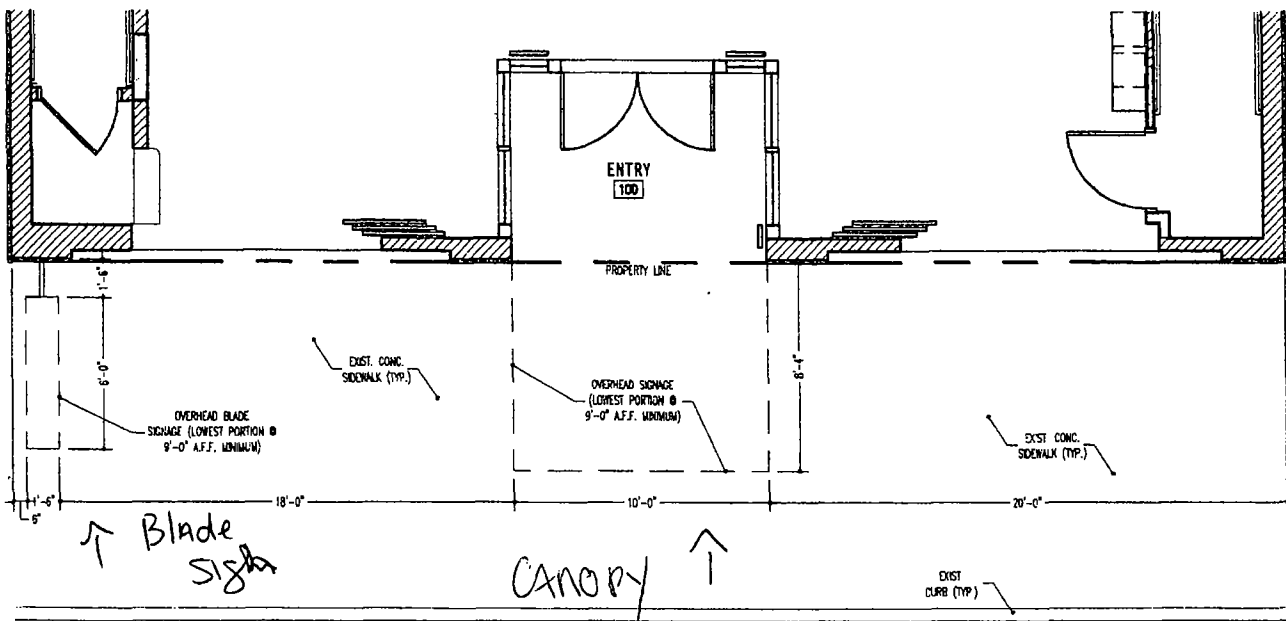 ENTRY
100
PROPERTY LINE
1'-6"
6'-0"
8'-4"
EXIST. CONC.
SIDEWALK (TYP.)
OVERHEAD SIGNAGE
(LOWEST PORTION @
9'-0" A.F.F. MINIMUM)
OVERHEAD BLADE
SIGNAGE (LOWEST PORTION @
9'-0" A.F.F. MINIMUM)
EXIST CONC.
SIDEWALK (TYP.)
1'-6"
18'-0"
10'-0"
20'-0"
Blade
Sign
CANOPY
EXIST
CURB (TYP)